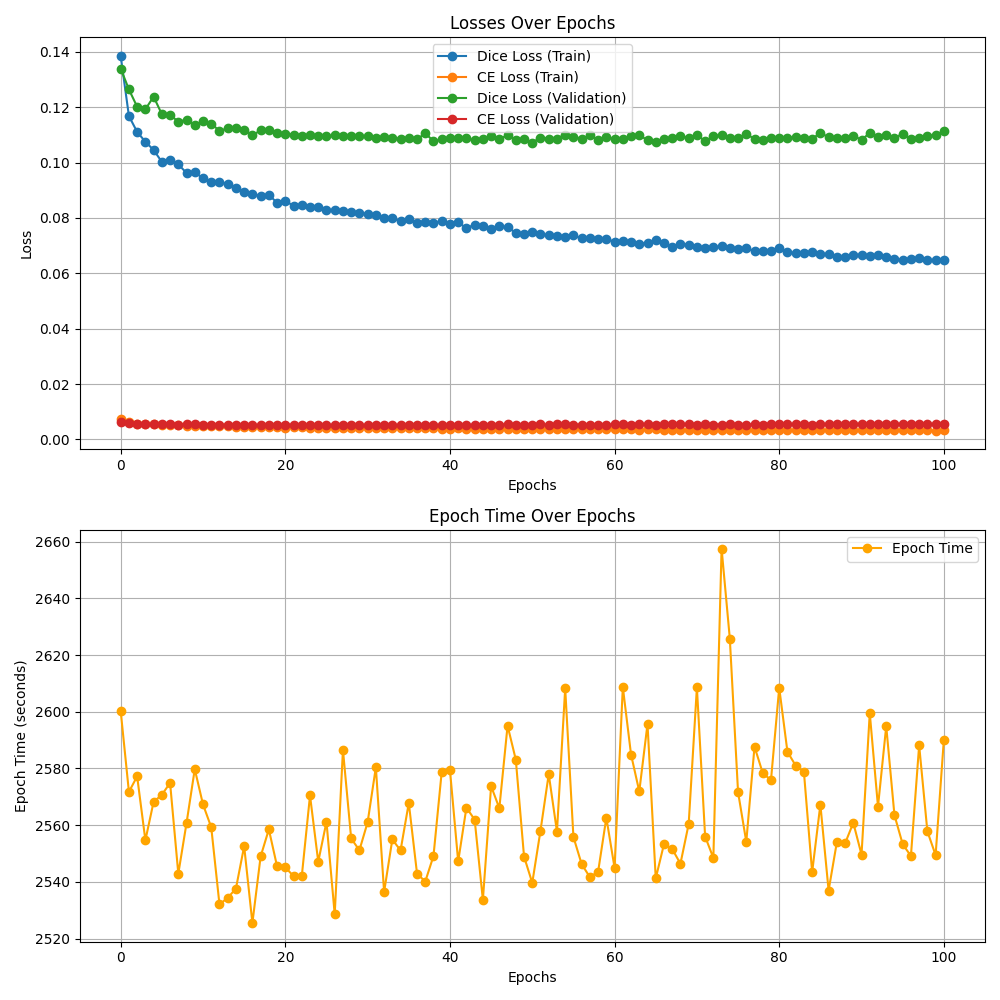 Losses Over Epochs
0.14
0.12
0.10
0.08
0.06
0.04
0.02
0.00
Loss
Dice Loss (Train)
CE Loss (Train)
Dice Loss (Validation)
CE Loss (Validation)
0 20 40 60 80 100
Epochs
Epoch Time Over Epochs
2660
2640
2620
2600
2580
2560
2540
2520
Epoch Time (seconds)
Epoch Time
0 20 40 60 80 100
Epochs